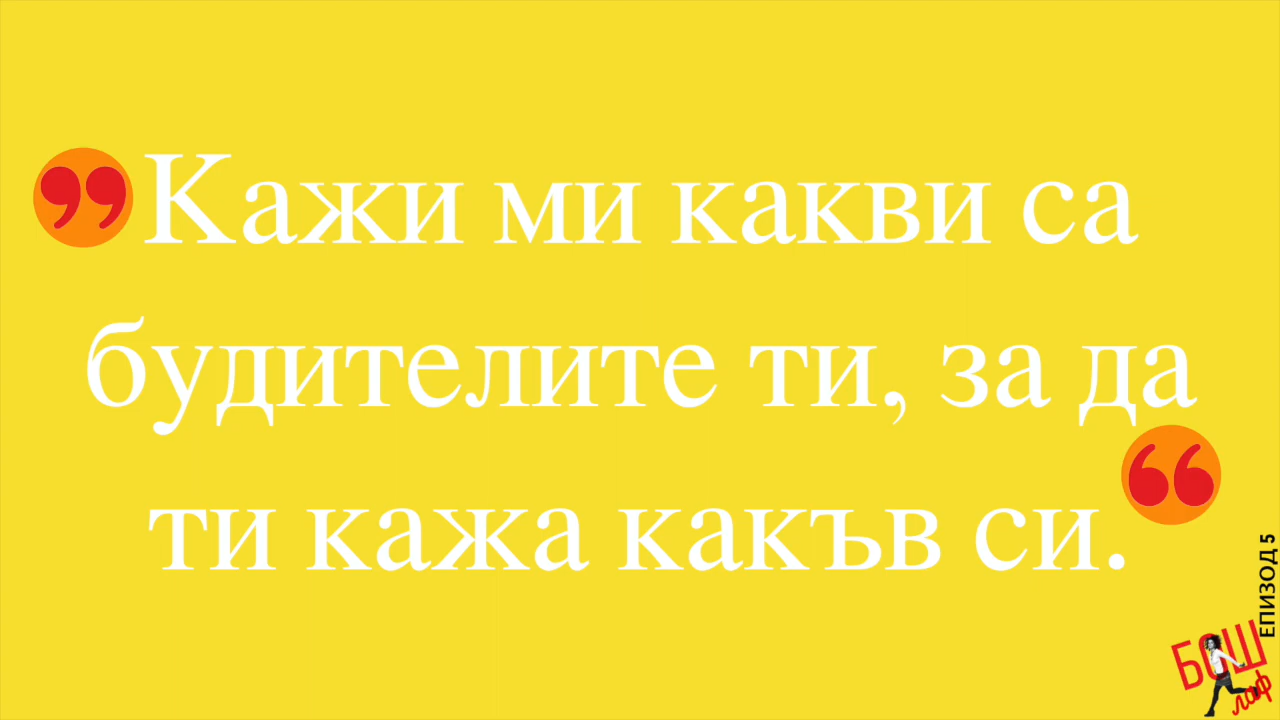 Кажи ми какви са
будителите ти, за да
ти кажа какъв си.
ЕПИЗОД 5
БОШ
лаф